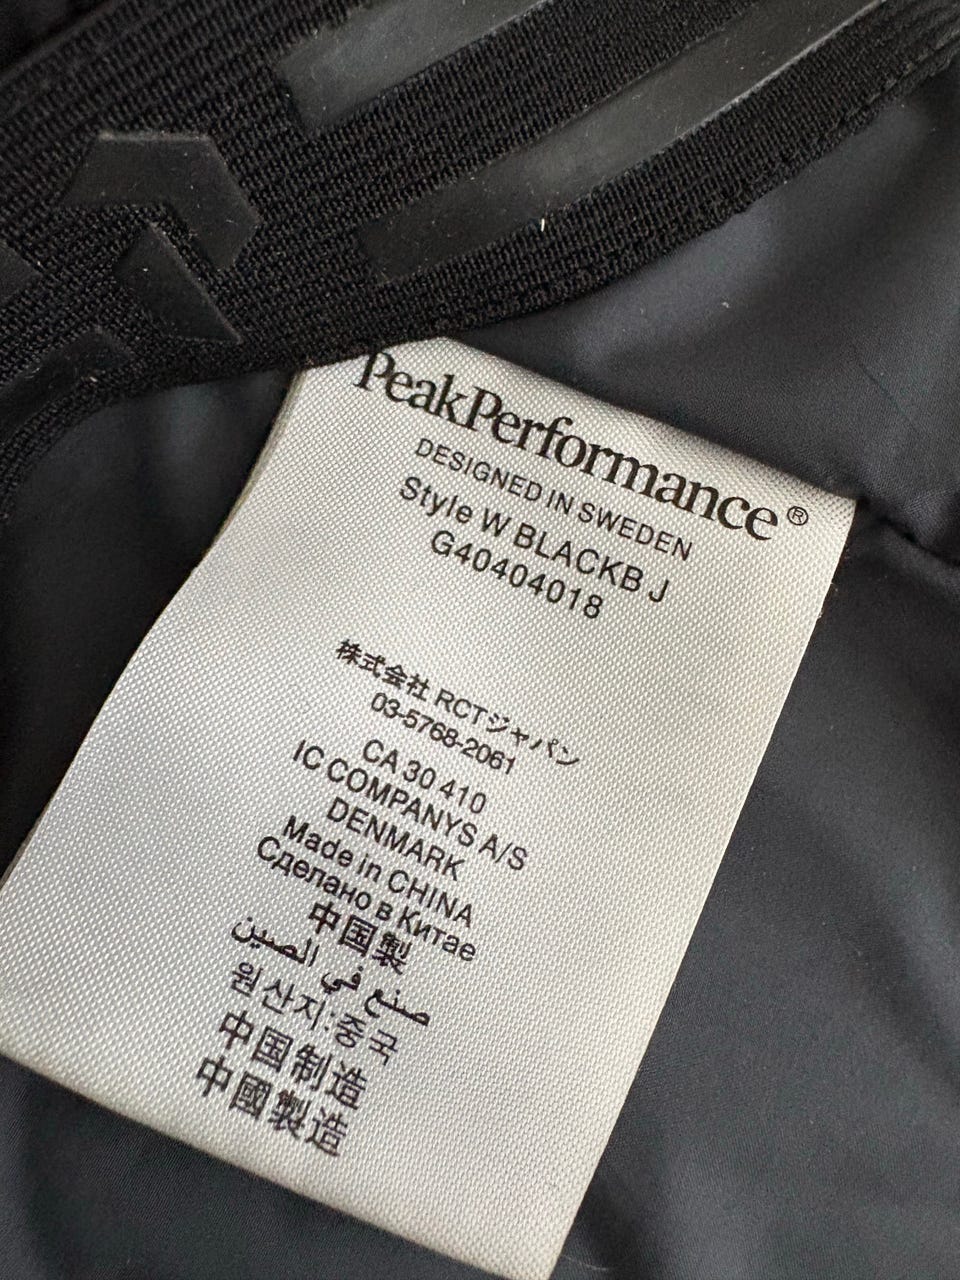 PeakPerformance®
DESIGNED IN SWEDEN
Style W BLACKB J
G40404018
株式会社 RCTジャパン
03-5768-2061
CA 30 410
IC COMPANYS A/S
DENMARK
Made in CHINA
Сделано в Китае
中国製
صنع في الصين
원산지:중국
中国制造
中國製造